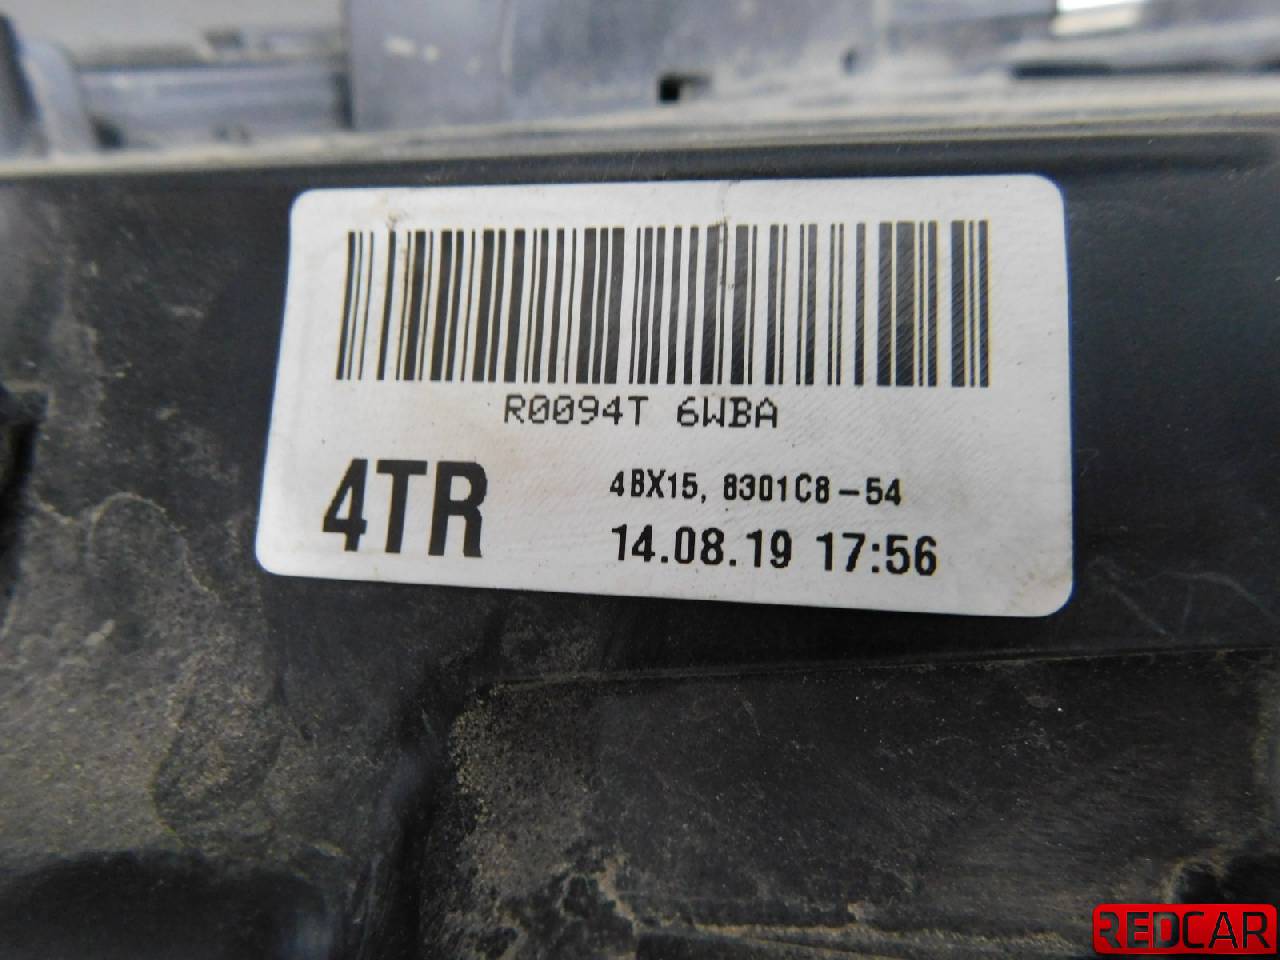 R0094T 6WBA
4TR
4BX15, 8301C8-54
14.08.19 17:56
REDCAR